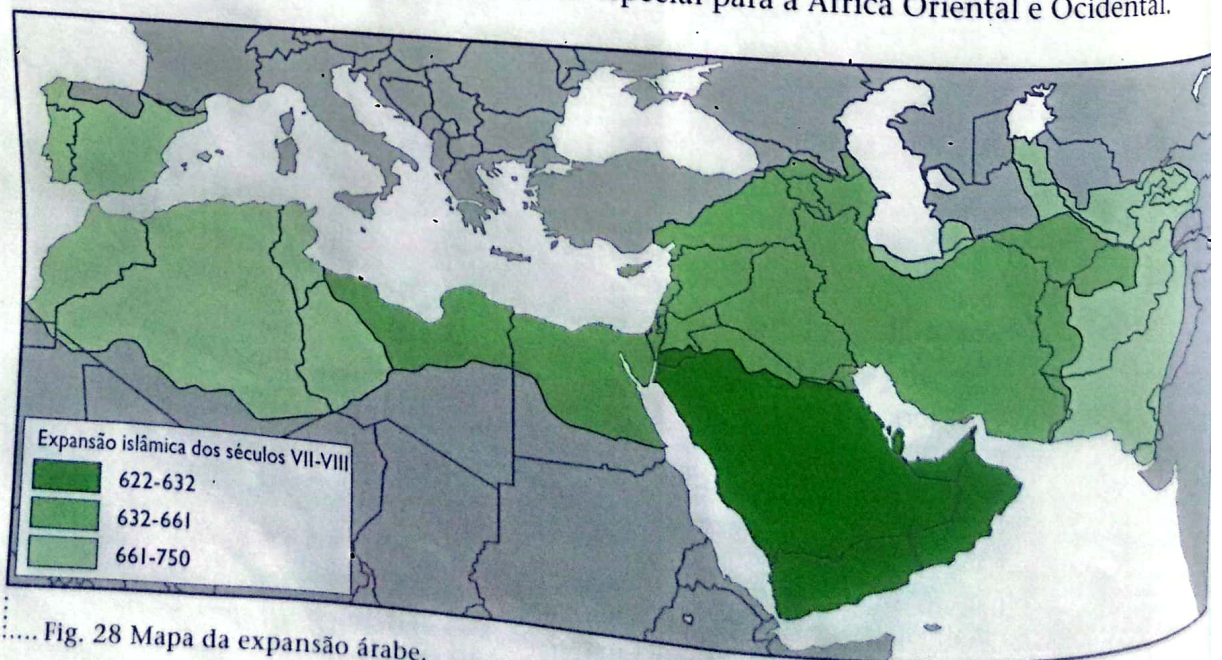 para a África Oriental e Ocidental.
Expansão islâmica dos séculos VII-VIII
622-632
632-661
661-750
Fig. 28 Mapa da expansão árabe.